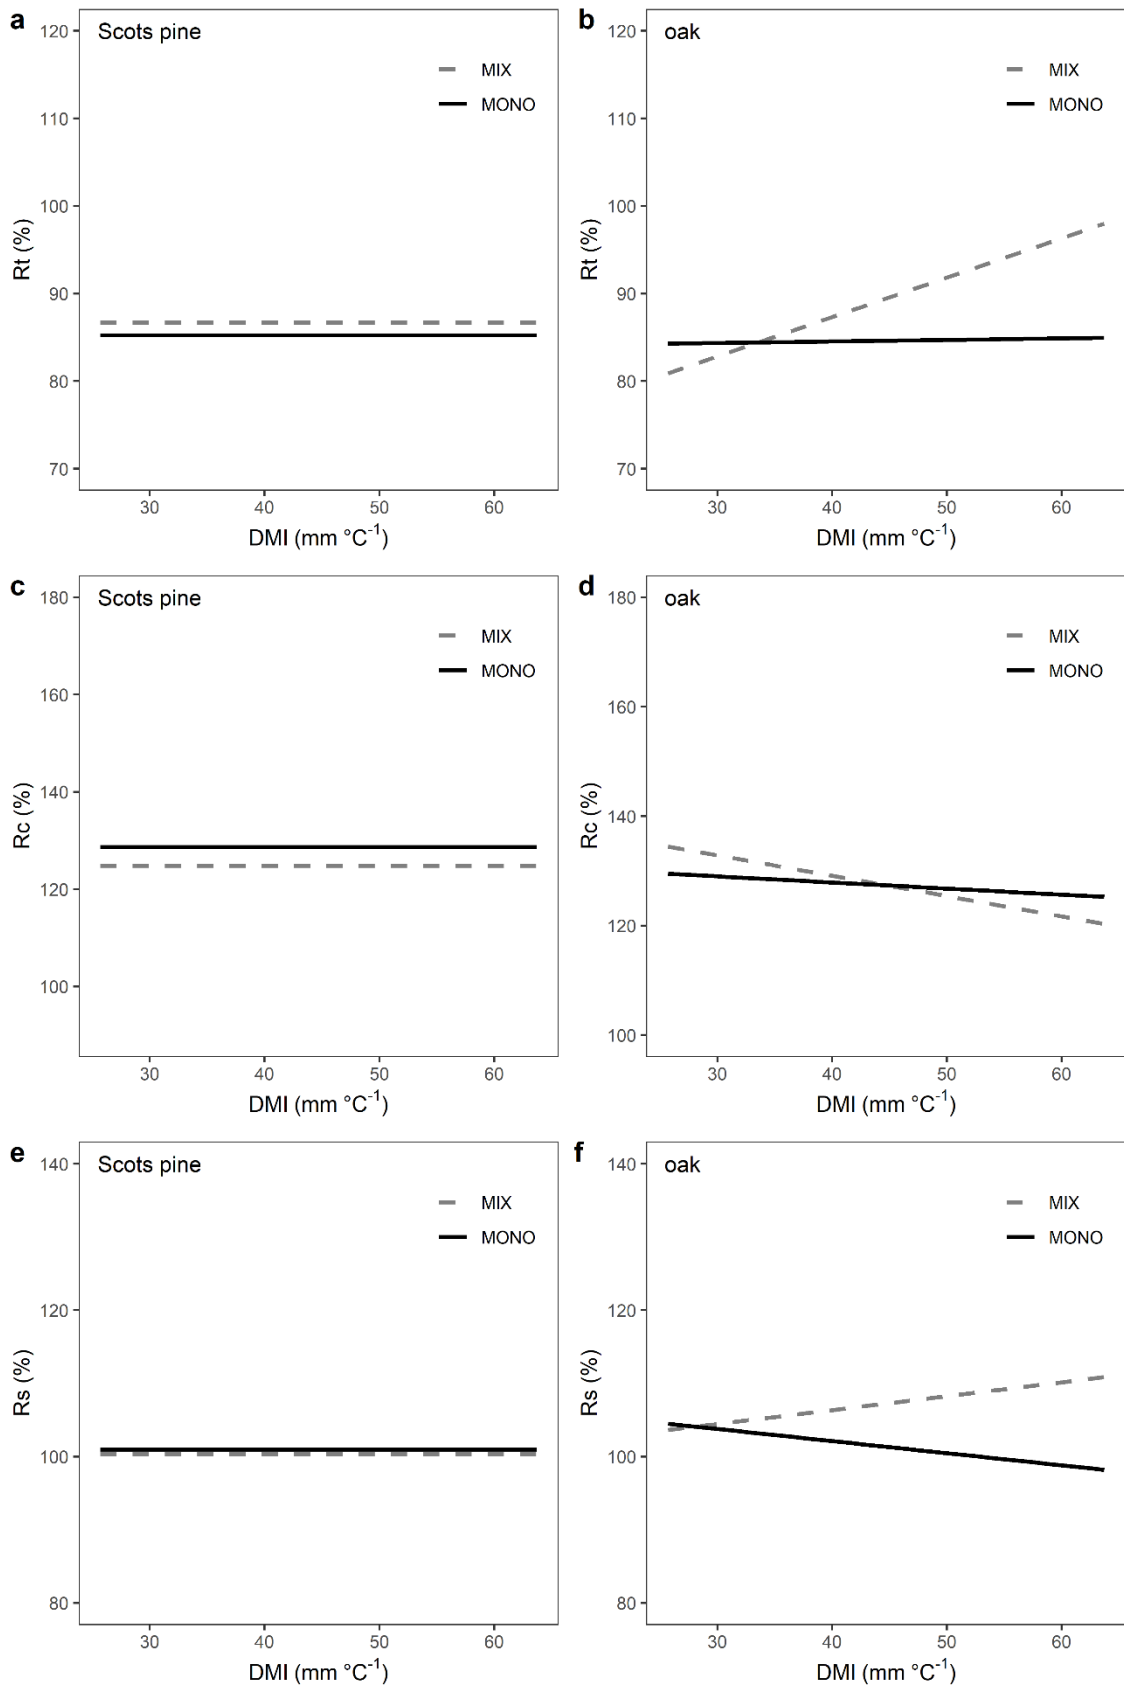 a
Scots pine
MIX
MONO
120
110
100
90
80
70
Rt (%)
30 40 50 60
DMI (mm °C⁻¹)
b
oak
MIX
MONO
120
110
100
90
80
70
Rt (%)
30 40 50 60
DMI (mm °C⁻¹)
c
Scots pine
MIX
MONO
180
160
140
120
100
Rc (%)
30 40 50 60
DMI (mm °C⁻¹)
d
oak
MIX
MONO
180
160
140
120
100
Rc (%)
30 40 50 60
DMI (mm °C⁻¹)
e
Scots pine
MIX
MONO
140
120
100
80
Rs (%)
30 40 50 60
DMI (mm °C⁻¹)
f
oak
MIX
MONO
140
120
100
80
Rs (%)
30 40 50 60
DMI (mm °C⁻¹)